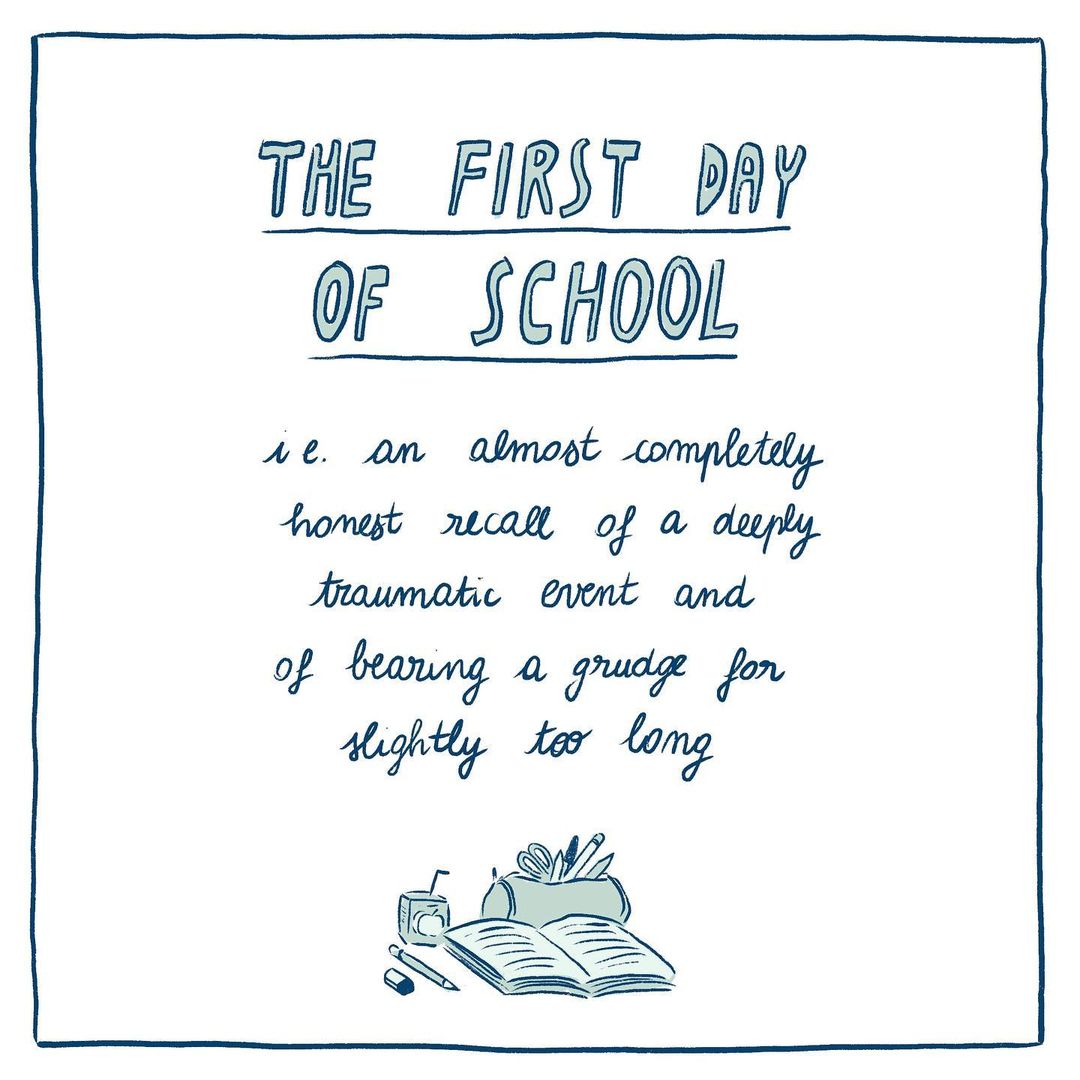 THE FIRST DAY
OF SCHOOL
i e. an almost completely
honest recall of a deeply
traumatic event and
of bearing a grudge for
slightly too long